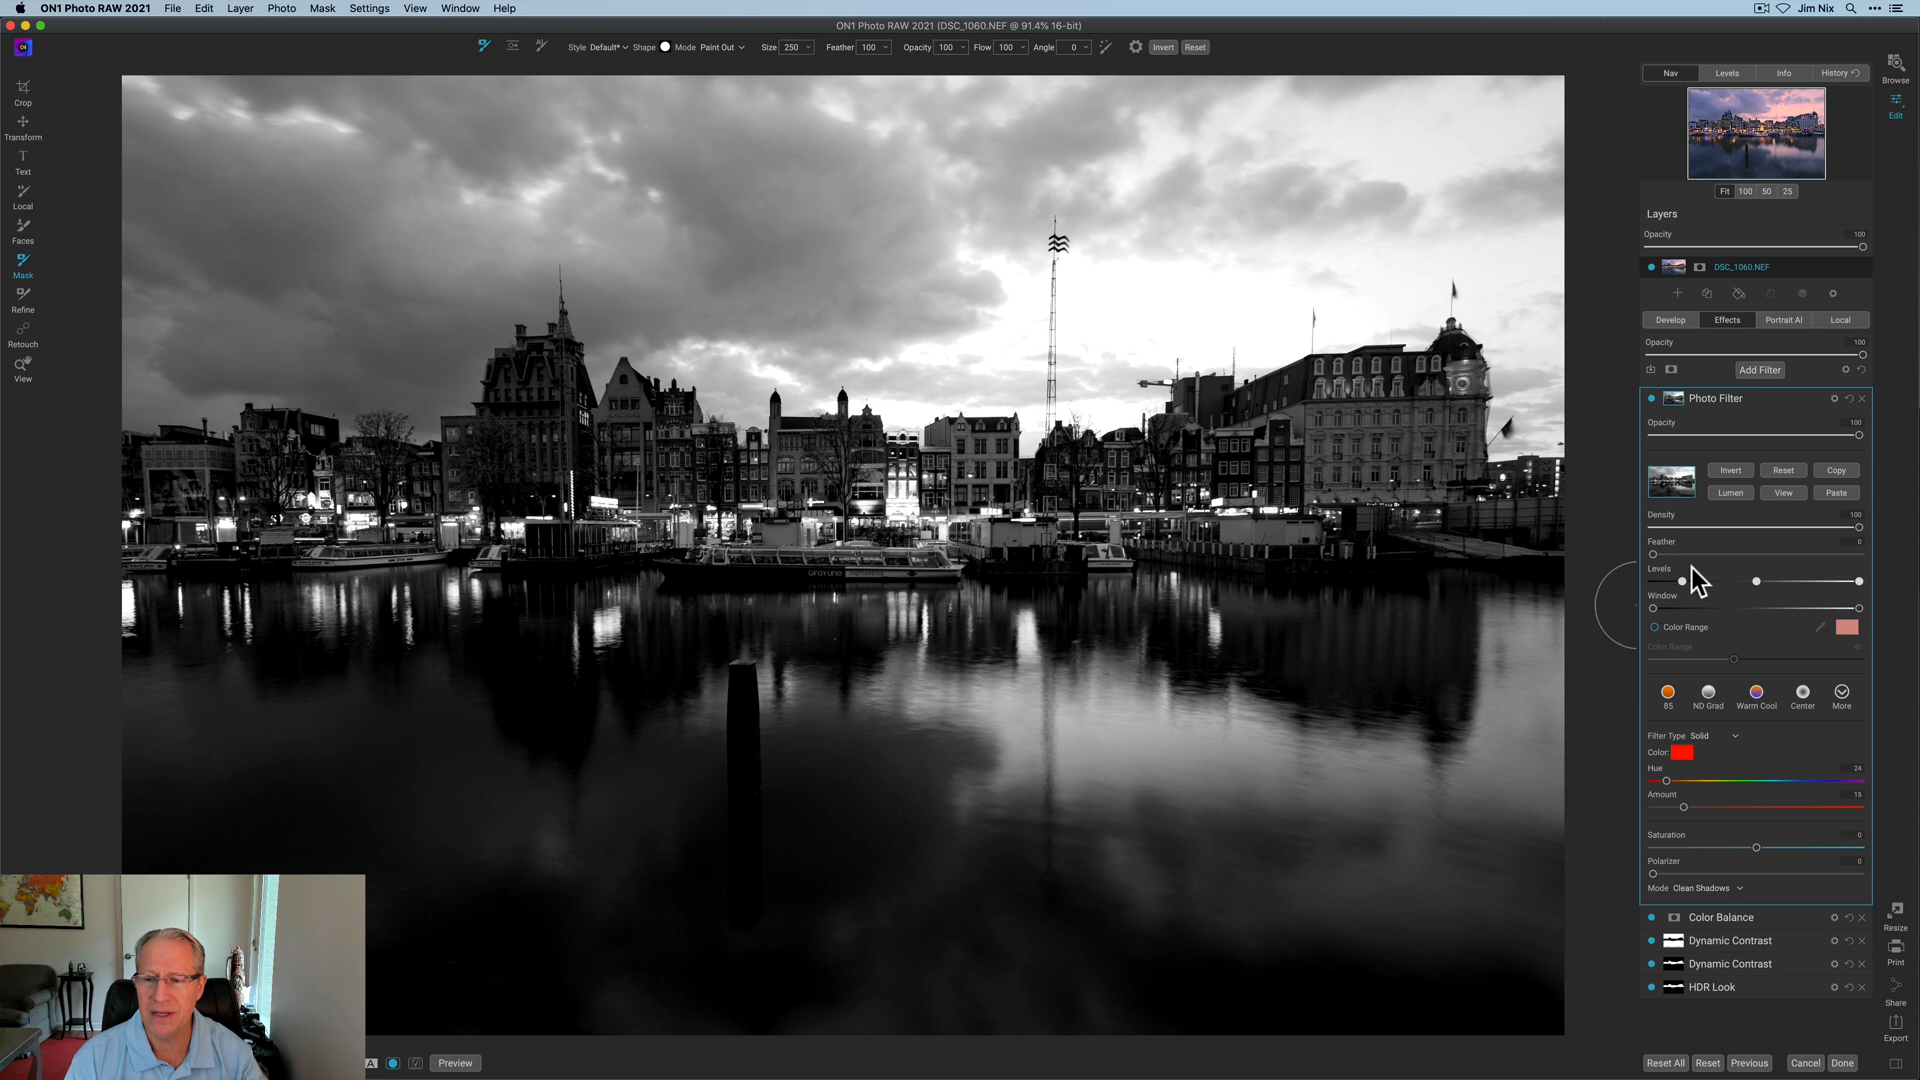 ON1 Photo RAW 2021 File Edit Layer Photo Mask Settings View Window Help Jim Nix
ON1 Photo RAW 2021 (DSC_1060.NEF @ 91.4% 16-bit)
Style Default* Shape Mode Paint Out Size 250 Feather 100 Opacity 100 Flow 100 Angle 0 Invert Reset
Crop
Transform
Text
Local
Faces
Mask
Refine
Retouch
View
GrayLine
A Preview
Nav Levels Info History
Fit 100 50 25
Layers
Opacity 100
DSC_1060.NEF
Develop Effects Portrait AI Local
Opacity 100
Add Filter
Photo Filter
Opacity 100
Invert Reset Copy
Lumen View Paste
Density 100
Feather 0
Levels
Window
Color Range
Color Range 40
85 ND Grad Warm Cool Center More
Filter Type Solid
Color:
Hue 24
Amount 15
Saturation 0
Polarizer 0
Mode Clean Shadows
Color Balance
Dynamic Contrast
Dynamic Contrast
HDR Look
Reset All Reset Previous Cancel Done
Browse
Edit
Resize
Print
Share
Export